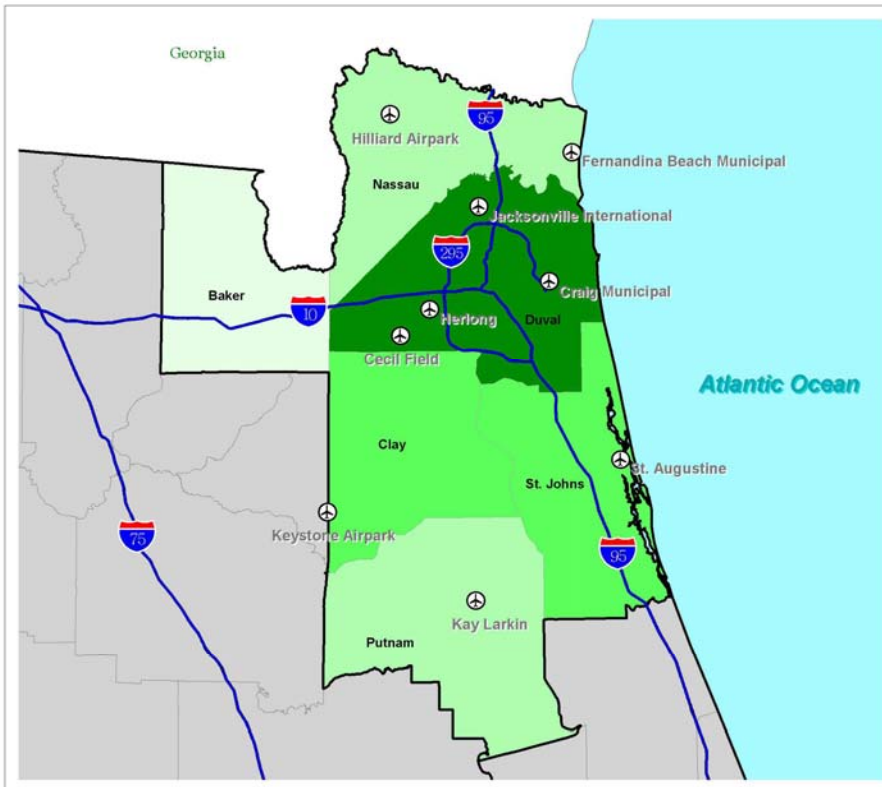 Georgia
95
Hilliard Airpark
Fernandina Beach Municipal
Nassau
Jacksonville International
295
Baker
Craig Municipal
10
Herlong
Duval
Cecil Field
Atlantic Ocean
Clay
St. Augustine
St. Johns
75
Keystone Airpark
95
Kay Larkin
Putnam